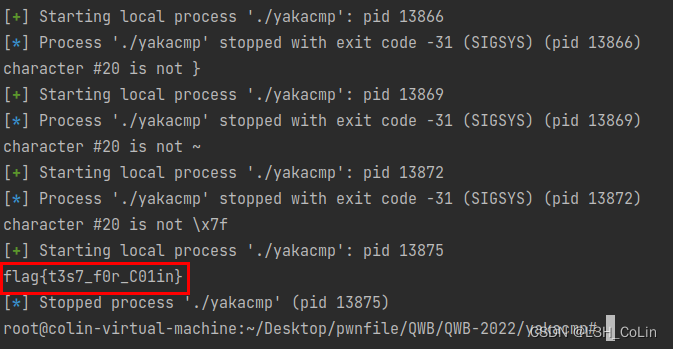 [+] Starting local process './yakacmp': pid 13866
[*] Process './yakacmp' stopped with exit code -31 (SIGSYS) (pid 13866)
character #20 is not }
[+] Starting local process './yakacmp': pid 13869
[*] Process './yakacmp' stopped with exit code -31 (SIGSYS) (pid 13869)
character #20 is not ~
[+] Starting local process './yakacmp': pid 13872
[*] Process './yakacmp' stopped with exit code -31 (SIGSYS) (pid 13872)
character #20 is not \x7f
[+] Starting local process './yakacmp': pid 13875
flag{t3s7_f0r_C01in}
[*] Stopped process './yakacmp' (pid 13875)
root@colin-virtual-machine:~/Desktop/pwnfile/QWB/QWB-2022/yakacmp#
CSDN @L3H_CoLin